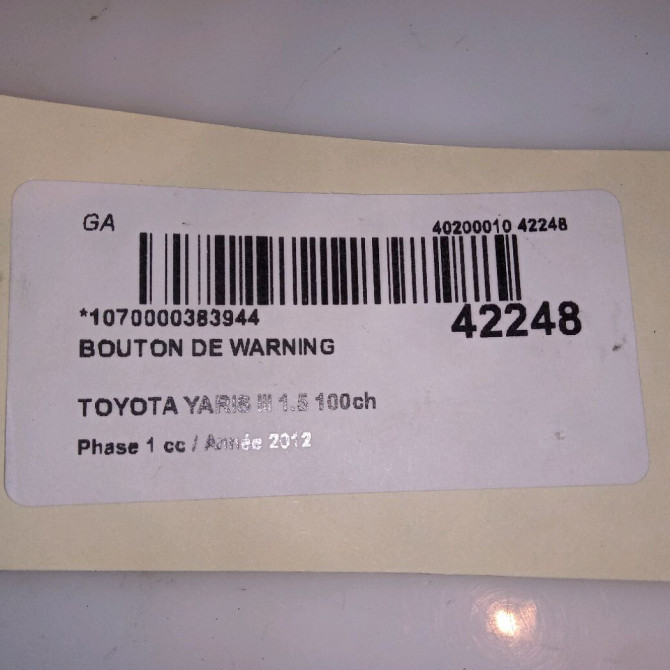 GA
40200010 42248
*1070000383944
42248
BOUTON DE WARNING
TOYOTA YARIS III 1.5 100ch
Phase 1 cc / Année 2012